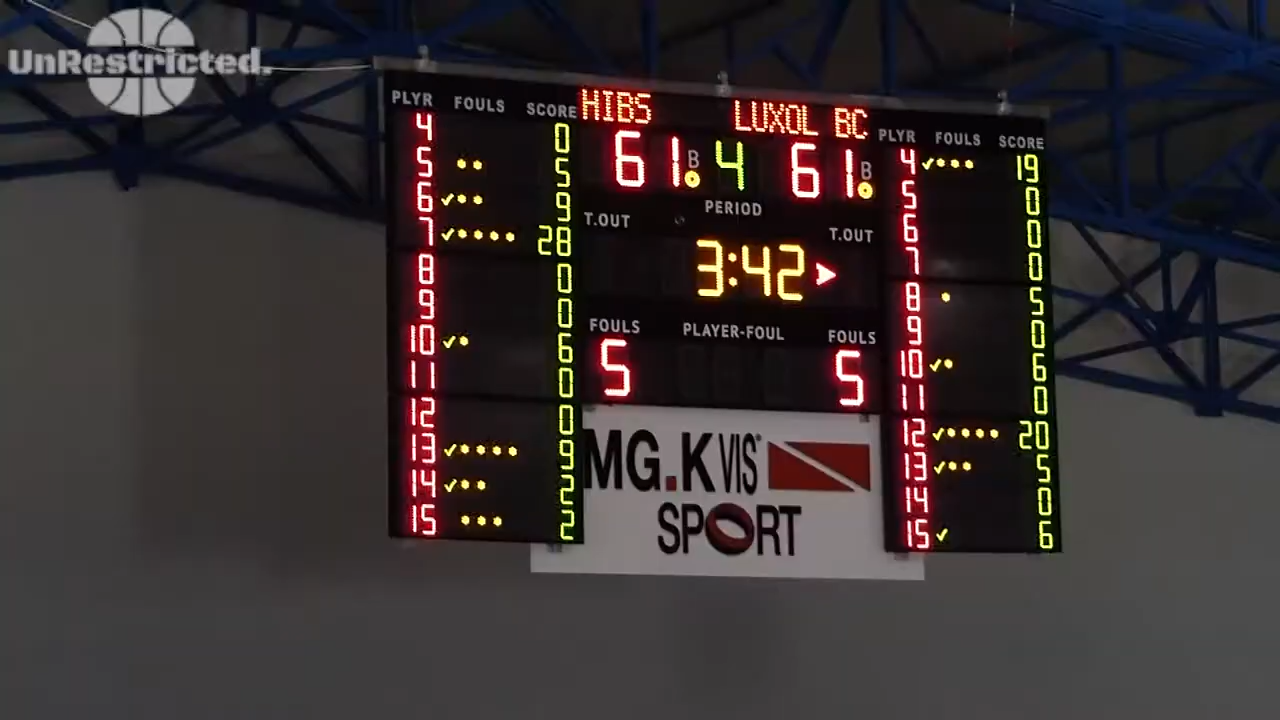 UnRestricted.
PLYR FOULS SCORE HIBS LUXOL BC PLYR FOULS SCORE
4 0 61 B 4 61 B 4 19
5 5 PERIOD 5 0
6 9 T.OUT T.OUT 6 0
7 28 3:42 7 0
8 0 8 5
9 0 FOULS PLAYER-FOUL FOULS 9 0
10 6 5 5 10 6
11 0 11 0
12 0 12 20
13 9 13 5
14 2 14 0
15 2 15 6
MG.KVIS®
SPORT